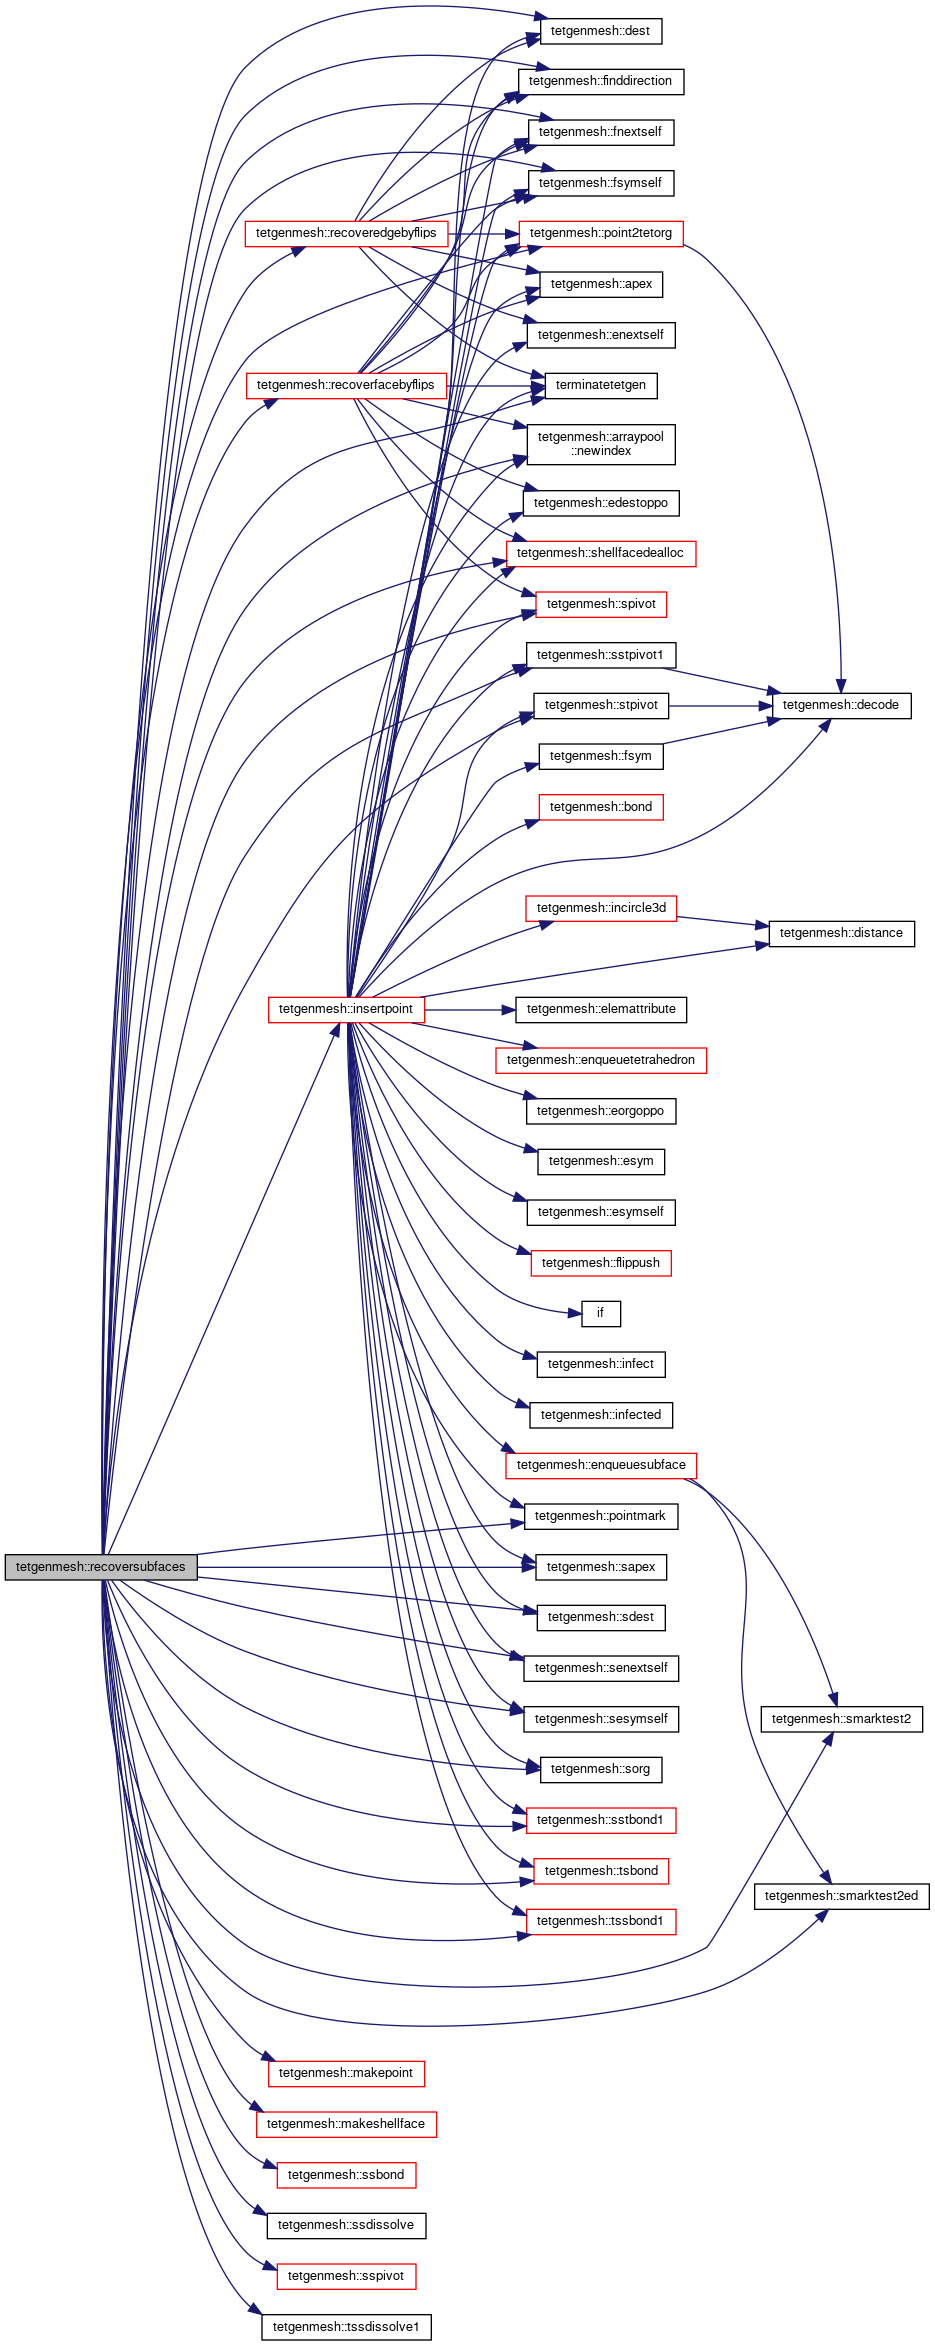 tetgenmesh::dest
tetgenmesh::finddirection
tetgenmesh::fnextself
tetgenmesh::fsymself
tetgenmesh::recoveredgebyflips
tetgenmesh::point2tetorg
tetgenmesh::apex
tetgenmesh::enextself
tetgenmesh::recoverfacebyflips
terminatetetgen
tetgenmesh::arraypool
::newindex
tetgenmesh::edestoppo
tetgenmesh::shellfacedealloc
tetgenmesh::spivot
tetgenmesh::sstpivot1
tetgenmesh::stpivot
tetgenmesh::decode
tetgenmesh::fsym
tetgenmesh::bond
tetgenmesh::incircle3d
tetgenmesh::distance
tetgenmesh::insertpoint
tetgenmesh::elemattribute
tetgenmesh::enqueuetetrahedron
tetgenmesh::eorgoppo
tetgenmesh::esym
tetgenmesh::esymself
tetgenmesh::flippush
if
tetgenmesh::infect
tetgenmesh::infected
tetgenmesh::enqueuesubface
tetgenmesh::pointmark
tetgenmesh::recoversubfaces
tetgenmesh::sapex
tetgenmesh::sdest
tetgenmesh::senextself
tetgenmesh::sesymself
tetgenmesh::smarktest2
tetgenmesh::sorg
tetgenmesh::sstbond1
tetgenmesh::tsbond
tetgenmesh::smarktest2ed
tetgenmesh::tssbond1
tetgenmesh::makepoint
tetgenmesh::makeshellface
tetgenmesh::ssbond
tetgenmesh::ssdissolve
tetgenmesh::sspivot
tetgenmesh::tssdissolve1